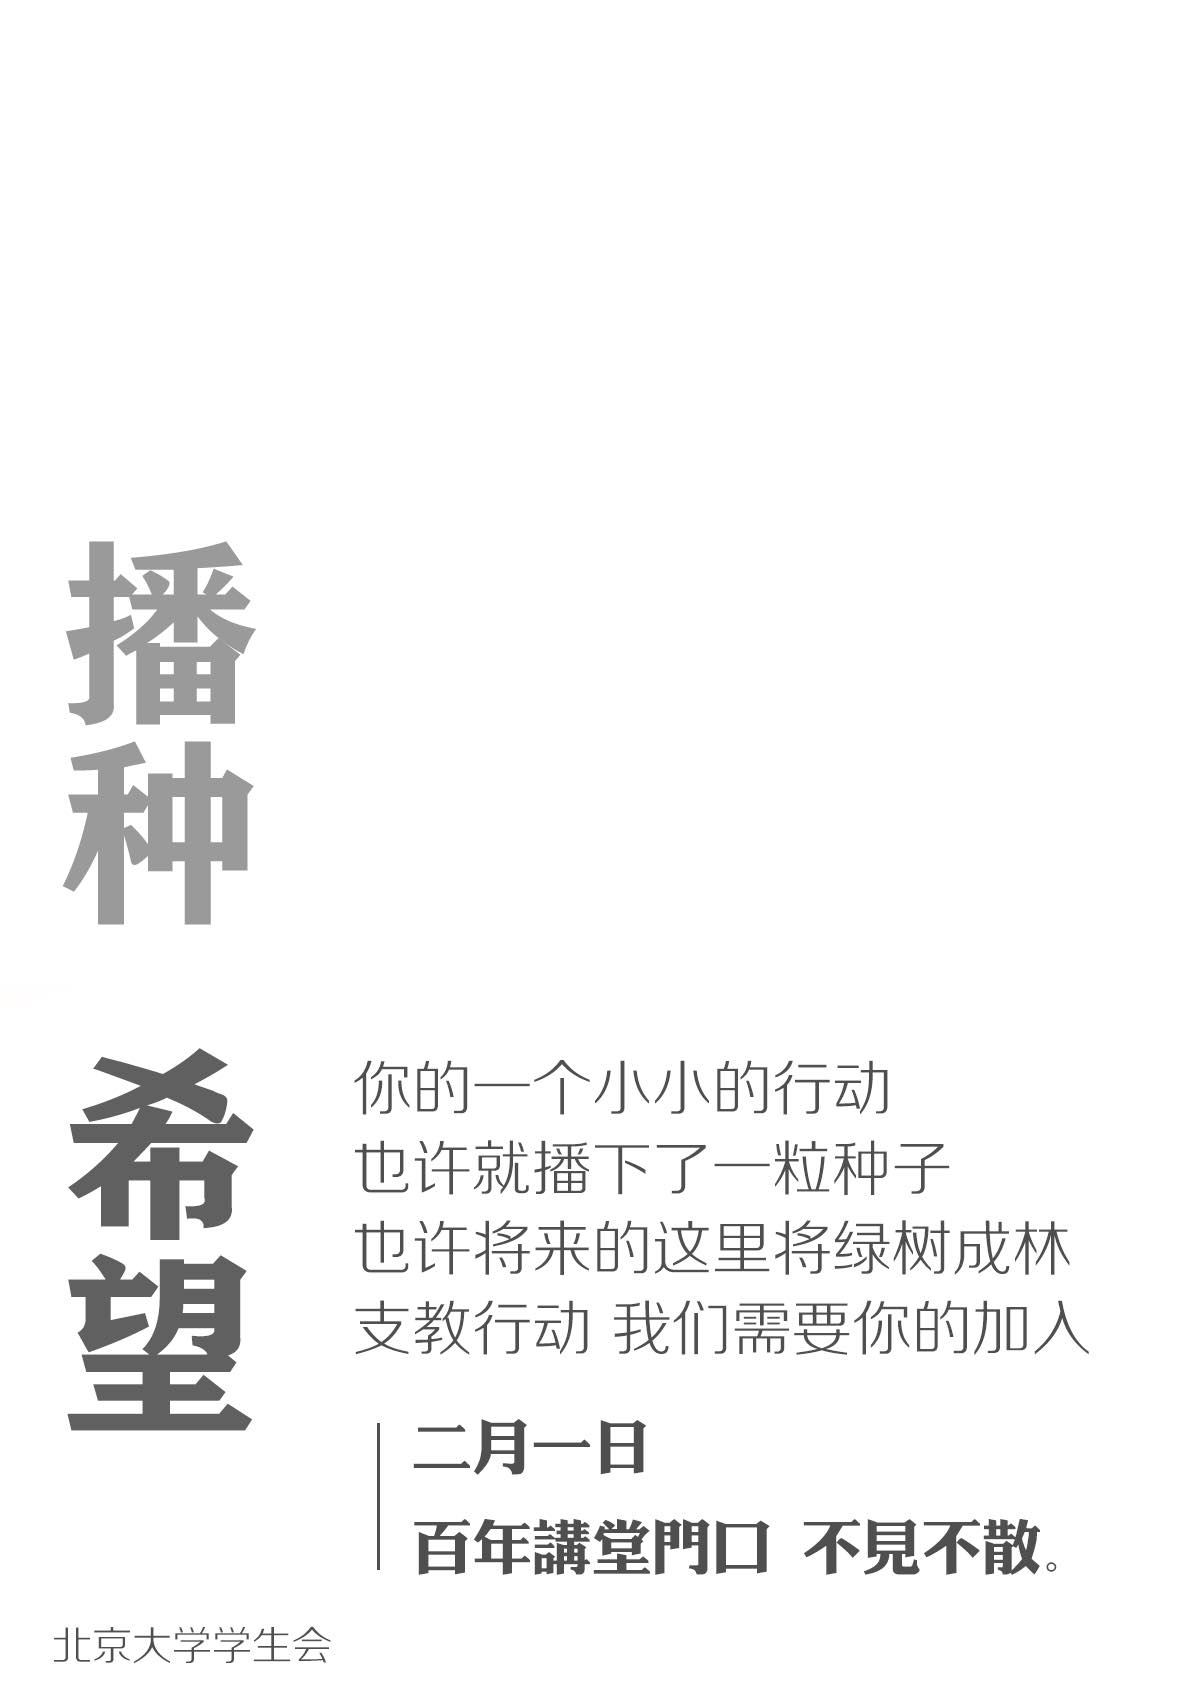 播种
希望
你的一个小小的行动
也许就播下了一粒种子
也许将来的这里将绿树成林
支教行动 我们需要你的加入
二月一日
百年講堂門口 不見不散。
北京大学学生会